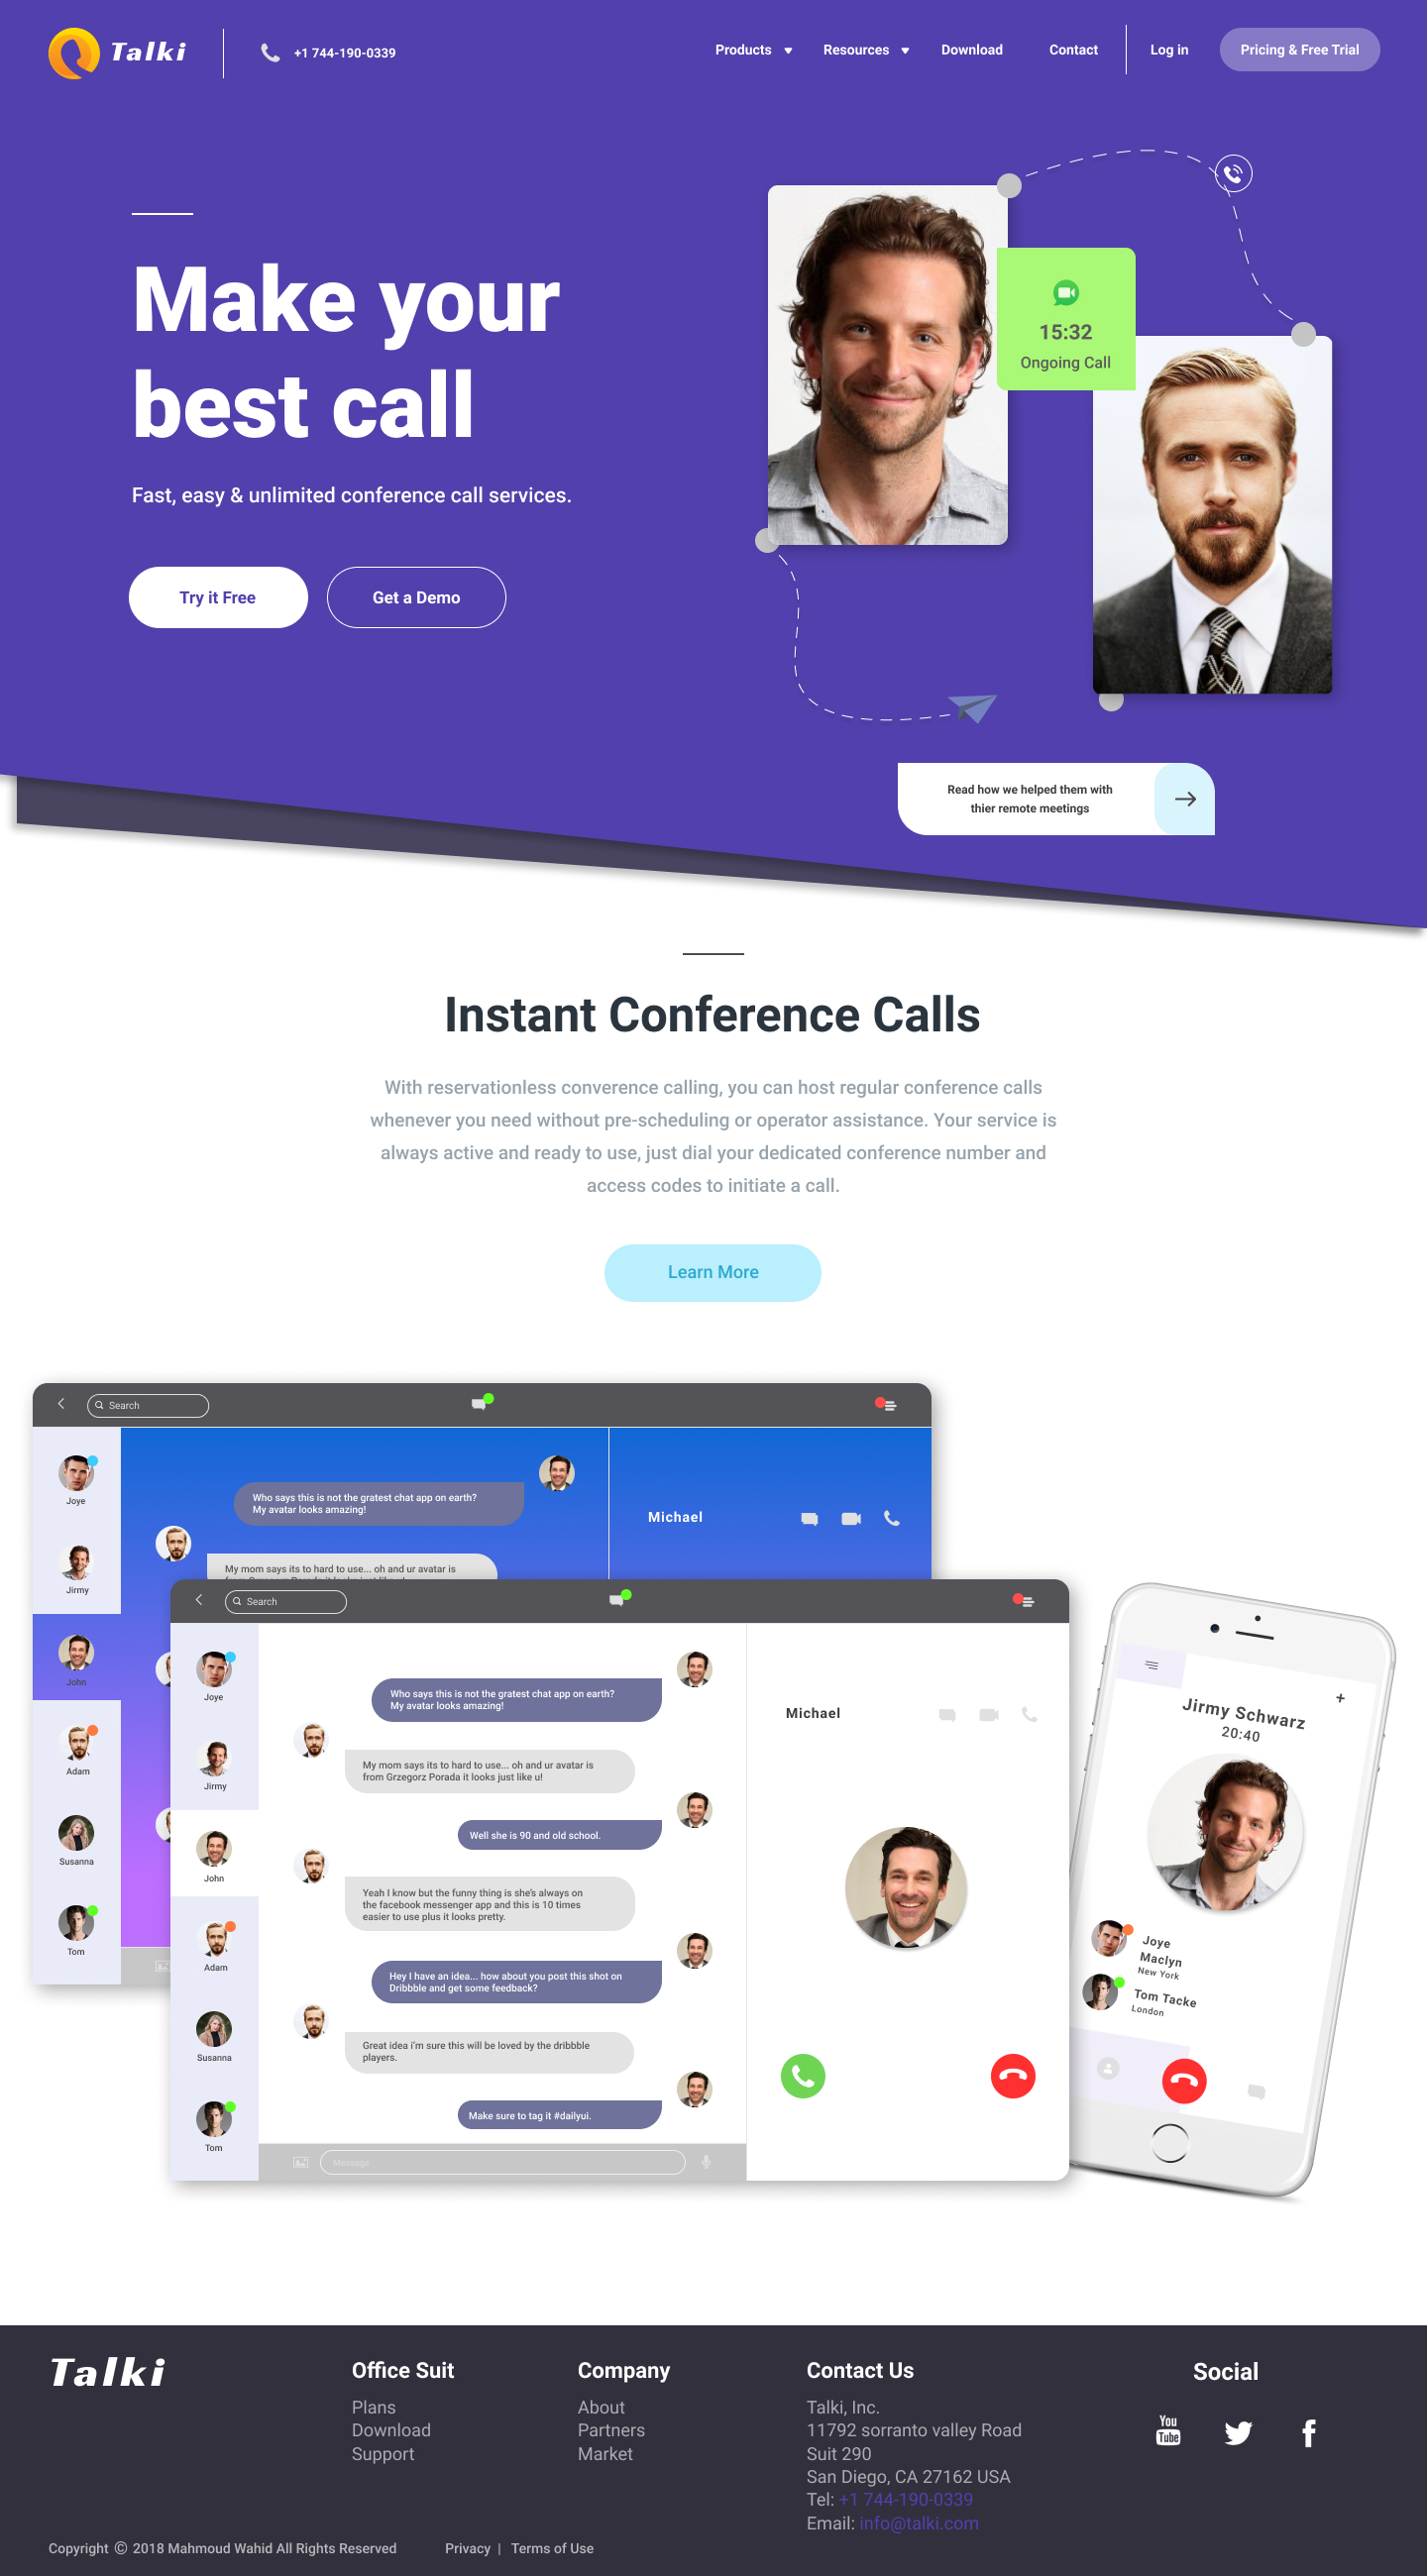 Talki
+1 744-190-0339
Products
Resources
Download
Contact
Log in
Pricing & Free Trial
Make your
best call
Fast, easy & unlimited conference call services.
Try it Free
Get a Demo
15:32
Ongoing Call
Read how we helped them with
thier remote meetings
Instant Conference Calls
With reservationless converence calling, you can host regular conference calls
whenever you need without pre-scheduling or operator assistance. Your service is
always active and ready to use, just dial your dedicated conference number and
access codes to initiate a call.
Learn More
Search
Joye
Jirmy
John
Adam
Susanna
Tom
Who says this is not the gratest chat app on earth?
My avatar looks amazing!
My mom says its to hard to use... oh and ur avatar is
Michael
Search
Joye
Jirmy
John
Adam
Susanna
Tom
Who says this is not the gratest chat app on earth?
My avatar looks amazing!
My mom says its to hard to use... oh and ur avatar is
from Grzegorz Porada it looks just like u!
Well she is 90 and old school.
Yeah I know but the funny thing is she's always on
the facebook messenger app and this is 10 times
easier to use plus it looks pretty.
Hey I have an idea... how about you post this shot on
Dribbble and get some feedback?
Great idea i'm sure this will be loved by the dribbble
players.
Make sure to tag it #dailyui.
Message
Michael
+
Jirmy Schwarz
20:40
Joye
Maclyn
New York
Tom Tacke
London
Talki
Office Suit
Plans
Download
Support
Company
About
Partners
Market
Contact Us
Talki, Inc.
11792 sorranto valley Road
Suit 290
San Diego, CA 27162 USA
Tel: +1 744-190-0339
Email: info@talki.com
Social
You
Tube
Copyright © 2018 Mahmoud Wahid All Rights Reserved
Privacy | Terms of Use